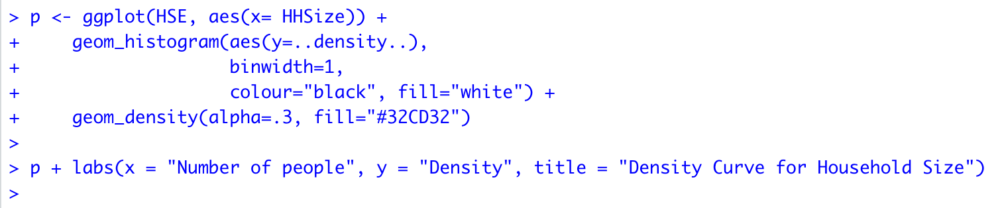 > p <- ggplot(HSE, aes(x= HHSize)) +
+     geom_histogram(aes(y=..density..),
+                    binwidth=1,
+                    colour="black", fill="white") +
+     geom_density(alpha=.3, fill="#32CD32")
>
> p + labs(x = "Number of people", y = "Density", title = "Density Curve for Household Size")
>